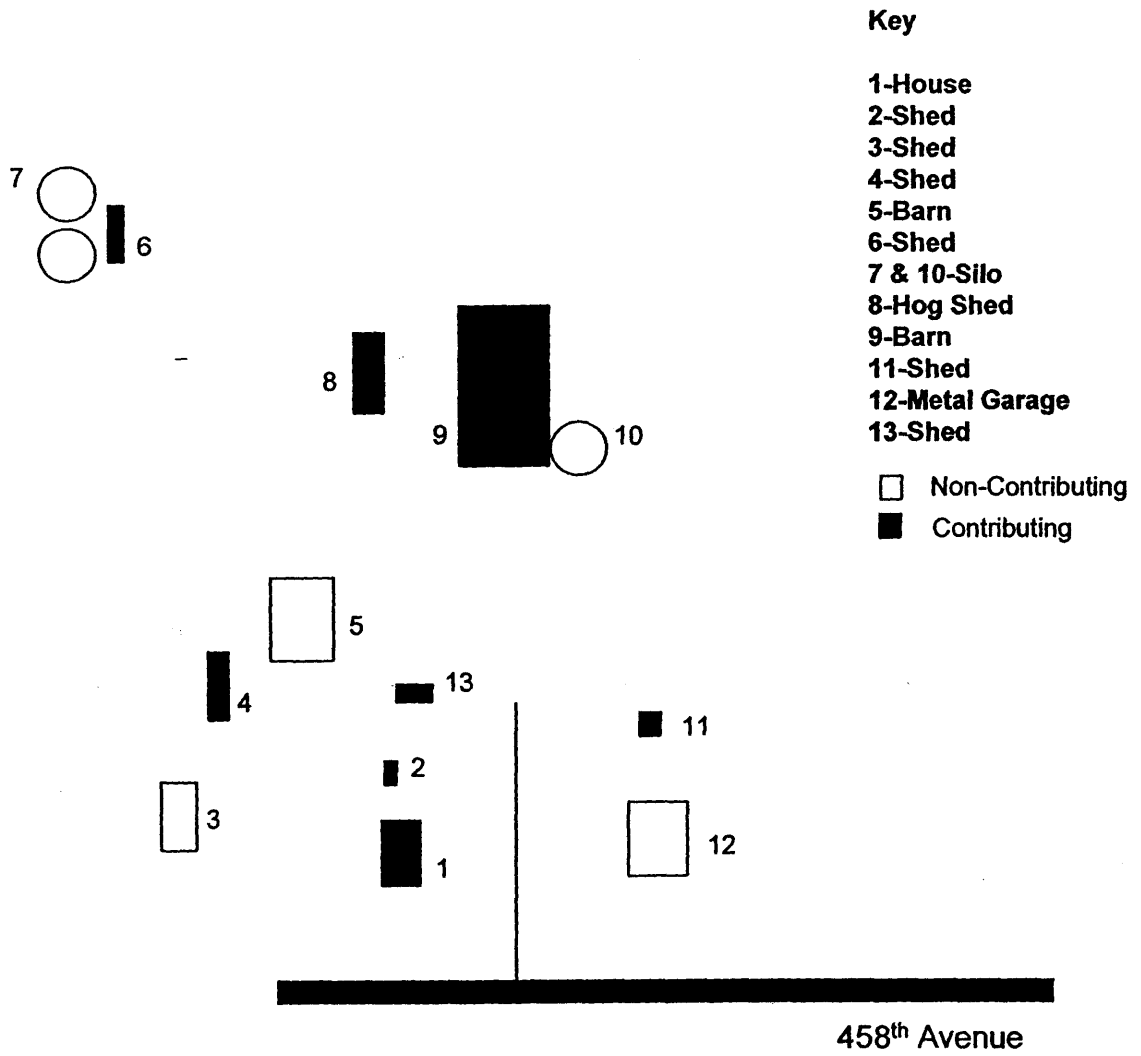 Key
1-House
2-Shed
3-Shed
4-Shed
5-Barn
6-Shed
7 & 10-Silo
8-Hog Shed
9-Barn
11-Shed
12-Metal Garage
13-Shed
Non-Contributing
Contributing
7
6
8
9
10
5
4
13
11
2
3
1
12
458th Avenue